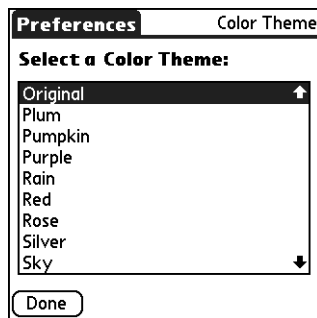 Preferences Color Theme
Select a Color Theme:
Original
Plum
Pumpkin
Purple
Rain
Red
Rose
Silver
Sky
Done